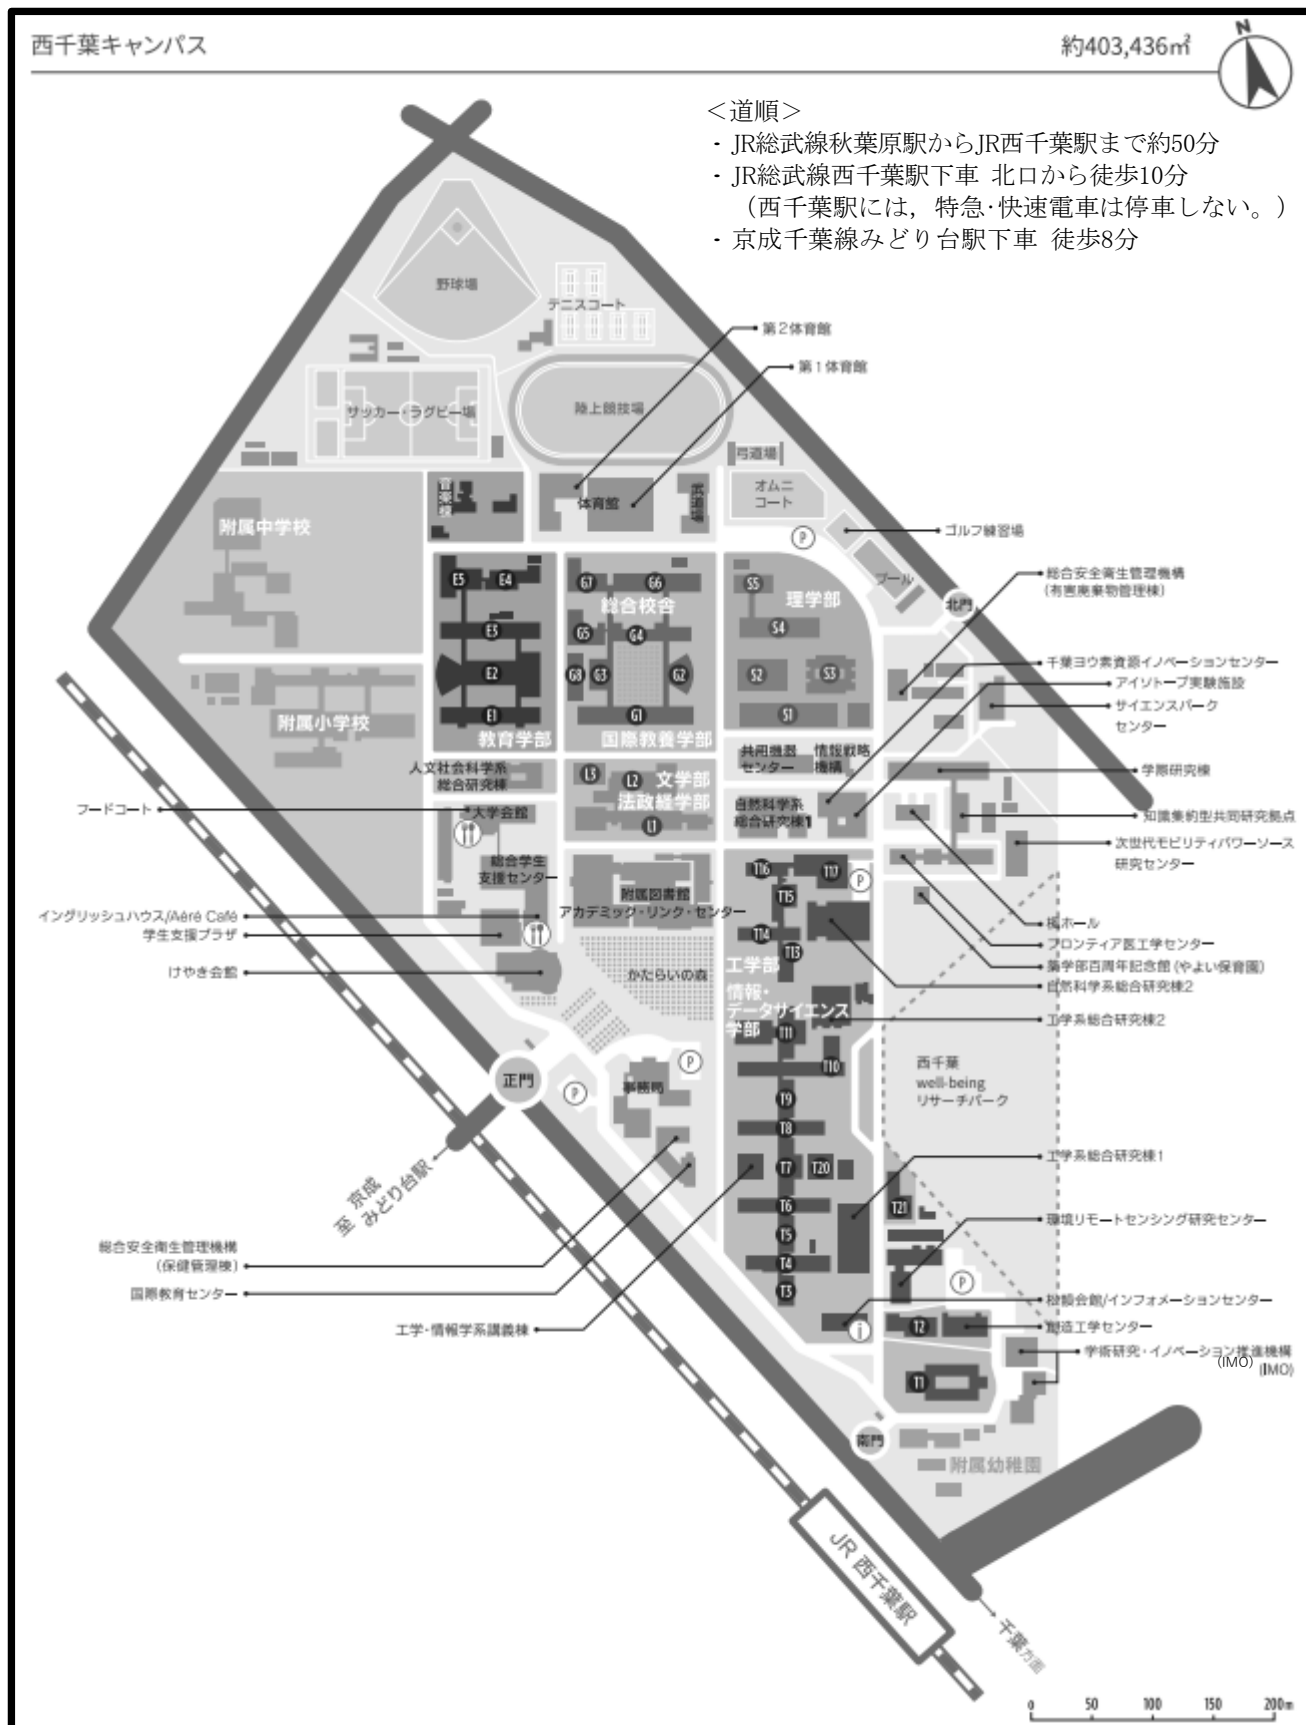 西千葉キャンパス
約403,436㎡
N
＜道順＞
・JR総武線秋葉原駅からJR西千葉駅まで約50分
・JR総武線西千葉駅下車 北口から徒歩10分
（西千葉駅には，特急･快速電車は停車しない。）
・京成千葉線みどり台駅下車 徒歩8分
野球場
テニスコート
第2体育館
第1体育館
サッカー・ラグビー場
陸上競技場
弓道場
オムニ
コート
音楽棟
体育館
武道場
附属中学校
P
ゴルフ練習場
プール
北門
総合安全衛生管理機構
(有害廃棄物管理棟)
E5
E4
G7
G6
総合校舎
S5
理学部
E3
G5
G4
S4
E2
G8
G3
G2
S2
S3
E1
G1
S1
千葉ヨウ素資源イノベーションセンター
アイソトープ実験施設
サイエンスパーク
センター
附属小学校
教育学部
国際教養学部
人文社会科学系
総合研究棟
L3
L2
文学部
法政経学部
L1
共用機器
センター
情報戦略
機構
学際研究棟
フードコート
大学会館
自然科学系
総合研究棟1
知識集約型共同研究拠点
次世代モビリティパワーソース
研究センター
総合学生
支援センター
附属図書館
アカデミック・リンク・センター
T16
T17
P
T15
イングリッシュハウス/Aéré Café
学生支援プラザ
けやき会館
かたらいの森
T14
T13
工学部
情報・
データサイエンス
学部
楓ホール
フロンティア医工学センター
薬学部百周年記念館(やよい保育園)
自然科学系総合研究棟2
工学系総合研究棟2
T11
T10
西千葉
well-being
リサーチパーク
正門
P
P
事務局
T9
T8
T7
T20
工学系総合研究棟1
至 京成
みどり台駅
T6
T21
環境リモートセンシング研究センター
T5
総合安全衛生管理機構
(保健管理棟)
T4
国際教育センター
T3
P
松韻会館/インフォメーションセンター
工学・情報学系講義棟
i
T2
創造工学センター
学術研究・イノベーション推進機構
(IMO)
(IMO)
T1
南門
附属幼稚園
JR 西千葉駅
千葉方面
0 50 100 150 200m